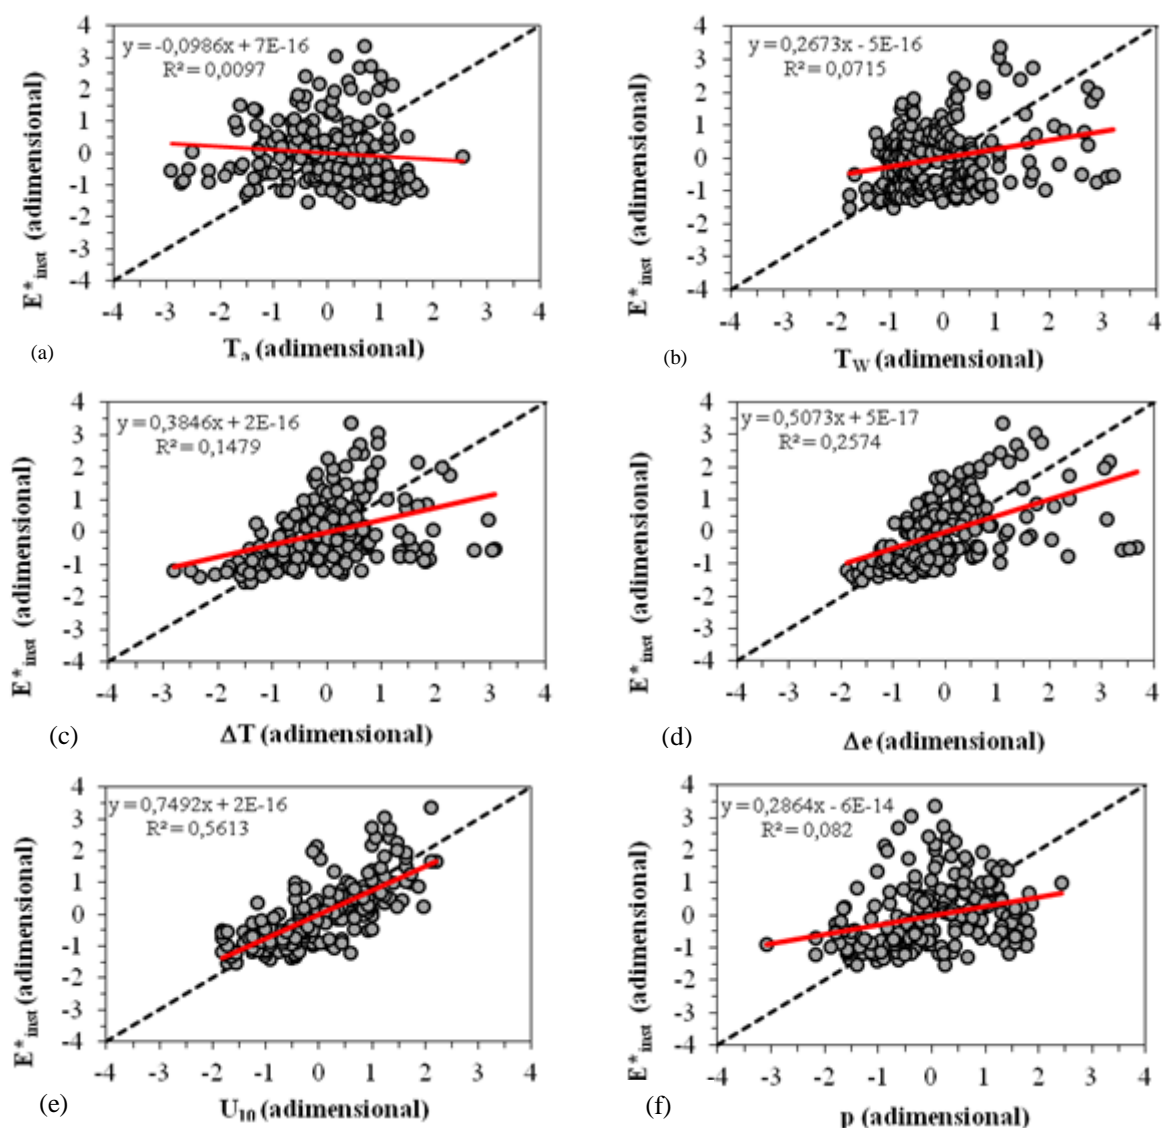 4
3
2
1
0
-1
-2
-3
-4
y = -0,0986x + 7E-16
R² = 0,0097
E*inst (adimensional)
-4 -3 -2 -1 0 1 2 3 4
Ta (adimensional)
(a)
4
3
2
1
0
-1
-2
-3
-4
y = 0,2673x - 5E-16
R² = 0,0715
E*inst (adimensional)
-4 -3 -2 -1 0 1 2 3 4
TW (adimensional)
(b)
4
3
2
1
0
-1
-2
-3
-4
y = 0,3846x + 2E-16
R² = 0,1479
E*inst (adimensional)
-4 -3 -2 -1 0 1 2 3 4
ΔT (adimensional)
(c)
4
3
2
1
0
-1
-2
-3
-4
y = 0,5073x + 5E-17
R² = 0,2574
E*inst (adimensional)
-4 -3 -2 -1 0 1 2 3 4
Δe (adimensional)
(d)
4
3
2
1
0
-1
-2
-3
-4
y = 0,7492x + 2E-16
R² = 0,5613
E*inst (adimensional)
-4 -3 -2 -1 0 1 2 3 4
U10 (adimensional)
(e)
4
3
2
1
0
-1
-2
-3
-4
y = 0,2864x - 6E-14
R² = 0,082
E*inst (adimensional)
-4 -3 -2 -1 0 1 2 3 4
p (adimensional)
(f)